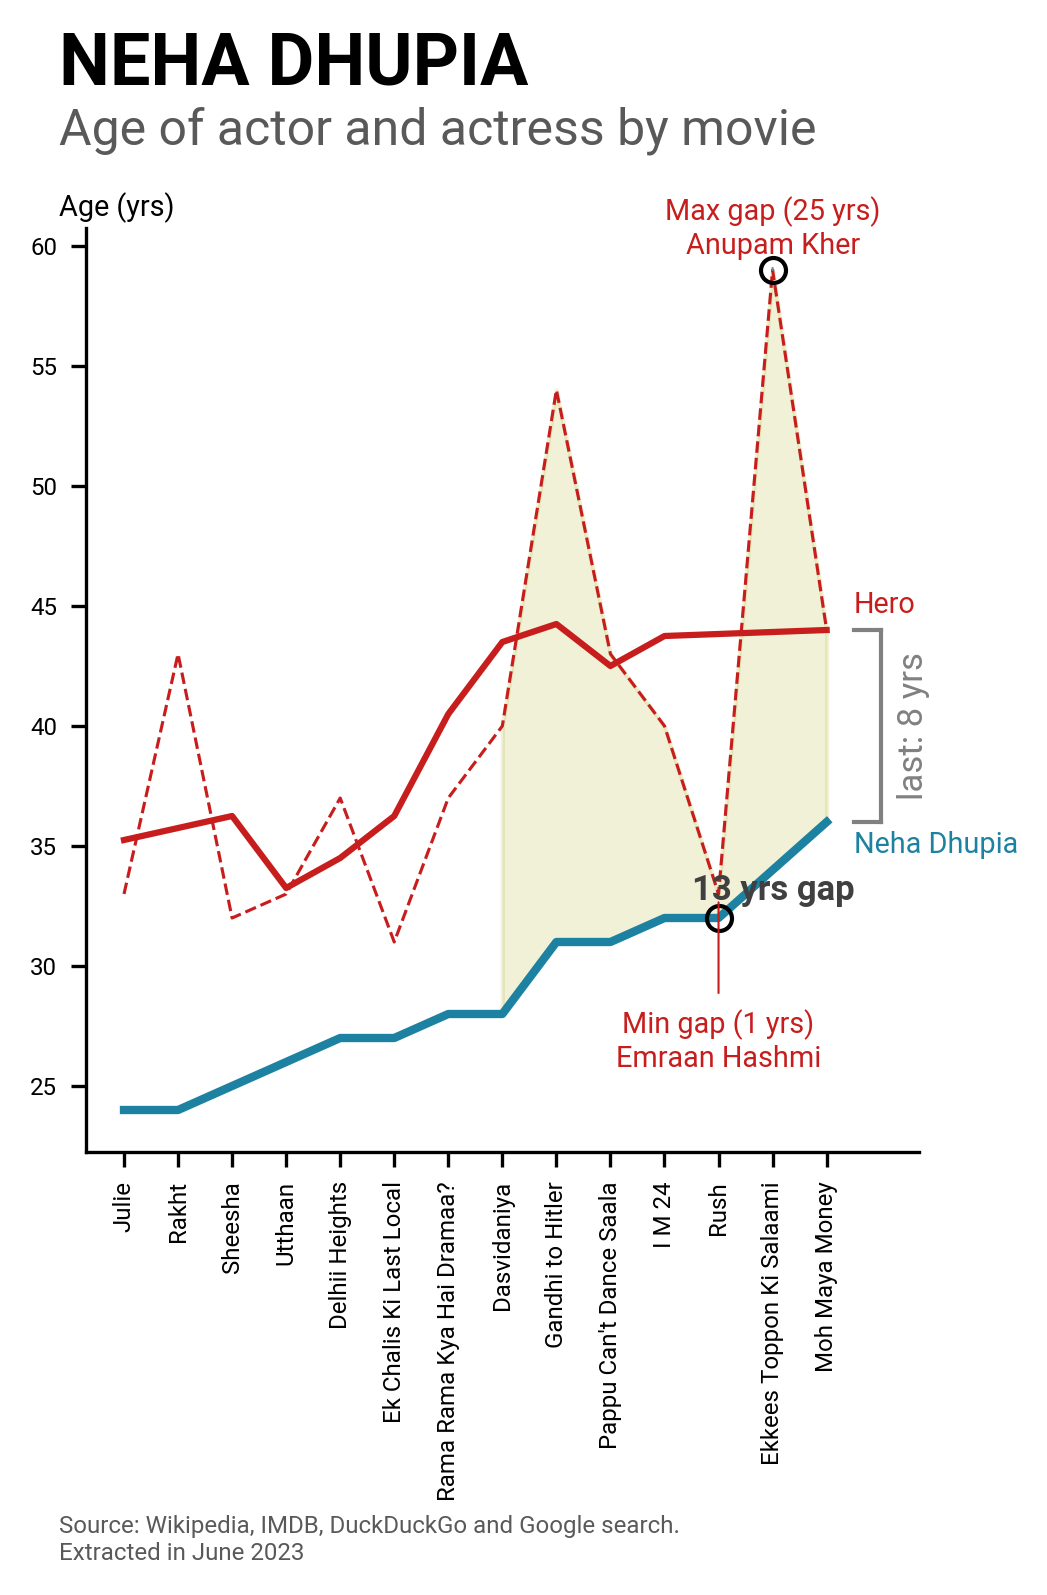 NEHA DHUPIA
Age of actor and actress by movie
Age (yrs)
Max gap (25 yrs)
Anupam Kher
60
55
50
45
40
35
30
25
Hero
last: 8 yrs
Neha Dhupia
13 yrs gap
Min gap (1 yrs)
Emraan Hashmi
Julie
Rakht
Sheesha
Utthaan
Delhii Heights
Ek Chalis Ki Last Local
Rama Rama Kya Hai Dramaa?
Dasvidaniya
Gandhi to Hitler
Pappu Can't Dance Saala
I M 24
Rush
Ekkees Toppon Ki Salaami
Moh Maya Money
Source: Wikipedia, IMDB, DuckDuckGo and Google search.
Extracted in June 2023